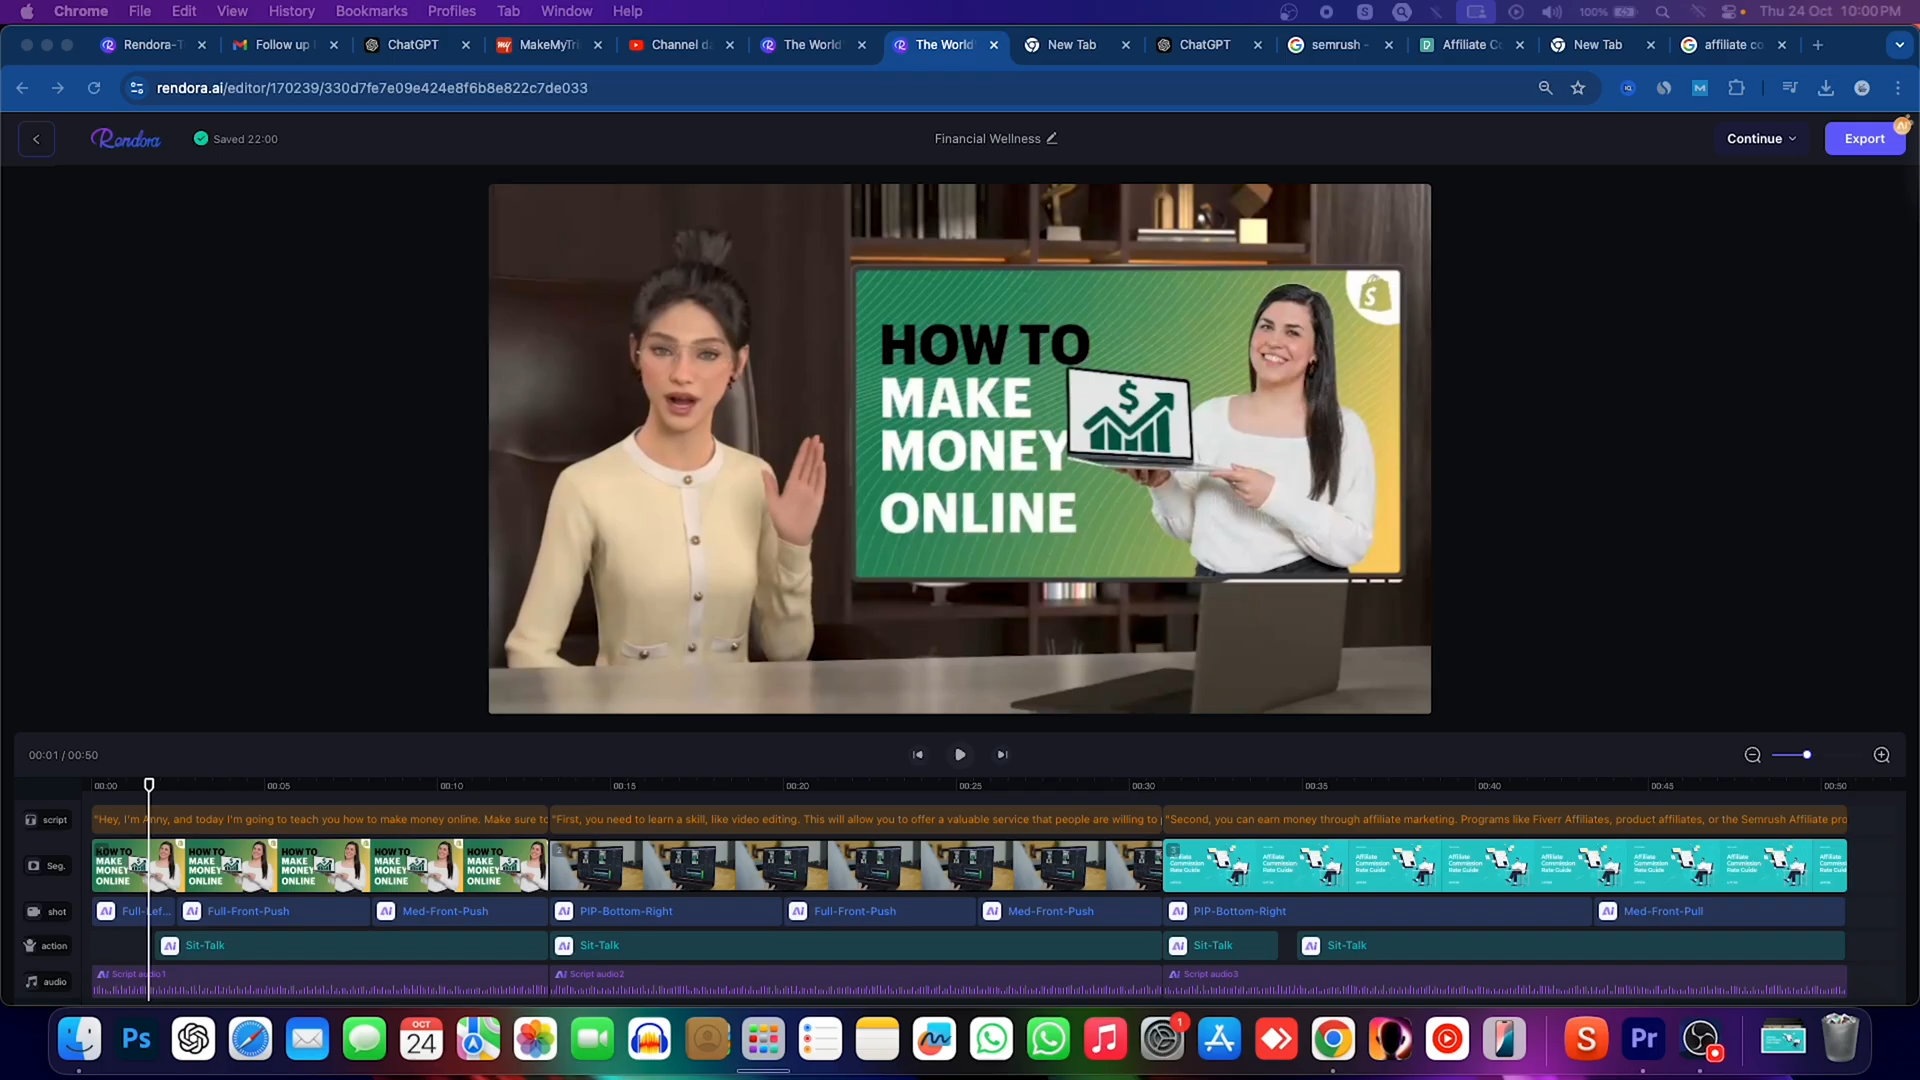 Chrome File Edit View History Bookmarks Profiles Tab Window Help 100% Thu 24 Oct 10:00 PM
Rendora-T Follow up ChatGPT MakeMyTri Channel da The World The World New Tab ChatGPT semrush - Affiliate Co New Tab affiliate co
rendora.ai/editor/170239/330d7fe7e09e424e8f6b8e822c7de033
Rendora Saved 22:00 Financial Wellness Continue Export
HOW TO
MAKE
MONEY
ONLINE
00:01 / 00:50
00:00 00:05 00:10 00:15 00:20 00:25 00:30 00:35 00:40 00:45 00:50
script "Hey, I'm Anny, and today I'm going to teach you how to make money online. Make sure to "First, you need to learn a skill, like video editing. This will allow you to offer a valuable service that people are willing to "Second, you can earn money through affiliate marketing. Programs like Fiverr Affiliates, product affiliates, or the Semrush Affiliate pro
Seg.
shot Full-Lef... Full-Front-Push Med-Front-Push PIP-Bottom-Right Full-Front-Push Med-Front-Push PIP-Bottom-Right Med-Front-Pull
action Sit-Talk Sit-Talk Sit-Talk Sit-Talk
audio Script audio1 Script audio2 Script audio3
OCT
24
Ps
Pr